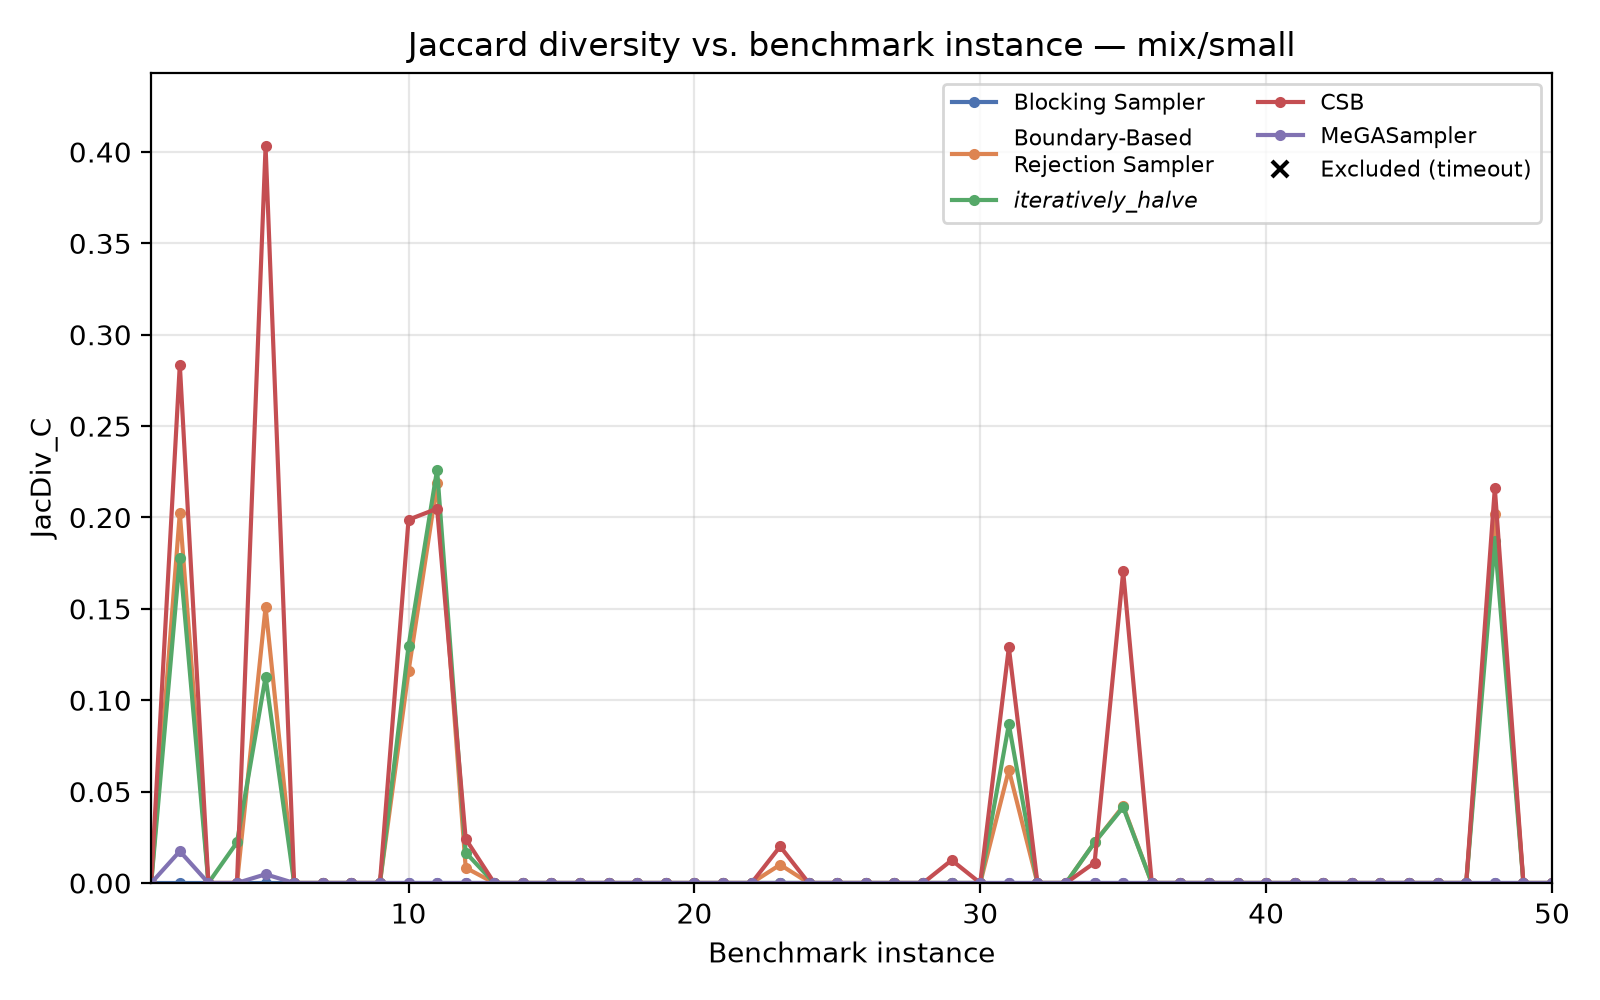 Jaccard diversity vs. benchmark instance — mix/small
Blocking Sampler
Boundary-Based
Rejection Sampler
iteratively_halve
CSB
MeGASampler
Excluded (timeout)
JacDiv_C
0.40
0.35
0.30
0.25
0.20
0.15
0.10
0.05
0.00
10 20 30 40 50
Benchmark instance